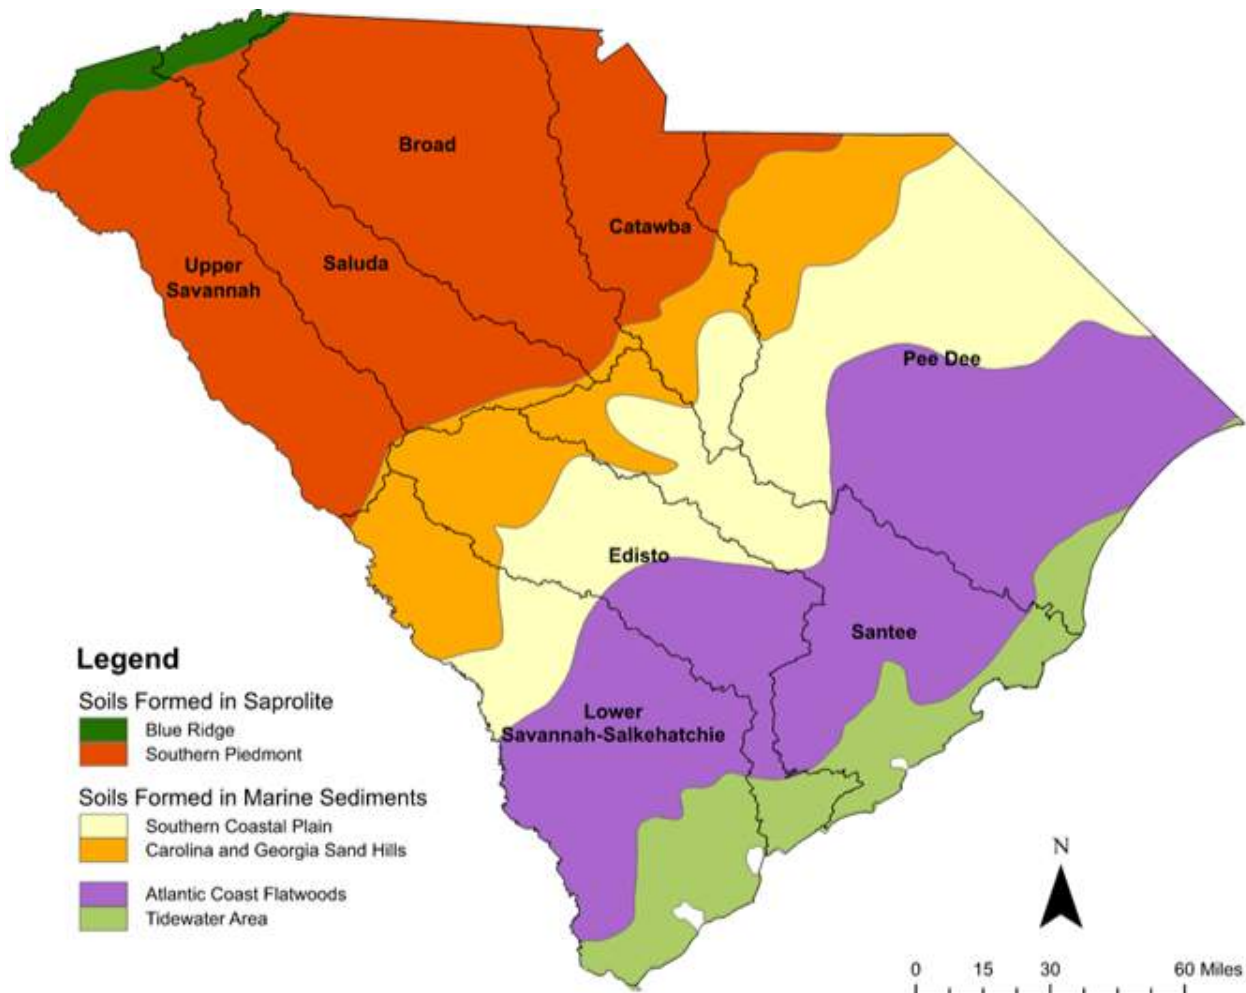 Broad
Catawba
Saluda
Upper
Savannah
Pee Dee
Edisto
Santee
Lower
Savannah-Salkehatchie
Legend
Soils Formed in Saprolite
Blue Ridge
Southern Piedmont
Soils Formed in Marine Sediments
Southern Coastal Plain
Carolina and Georgia Sand Hills
Atlantic Coast Flatwoods
Tidewater Area
N
0 15 30 60 Miles